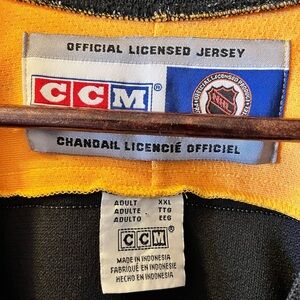 OFFICIAL LICENSED JERSEY
CCM®
NHL
CHANDAIL LICENCIÉ OFFICIEL
ADULT XXL
ADULTE TTG
ADULTO EEG
CCM®
MADE IN INDONESIA
FABRIQUÉ EN INDONÉSIE
HECHO EN INDONESIA